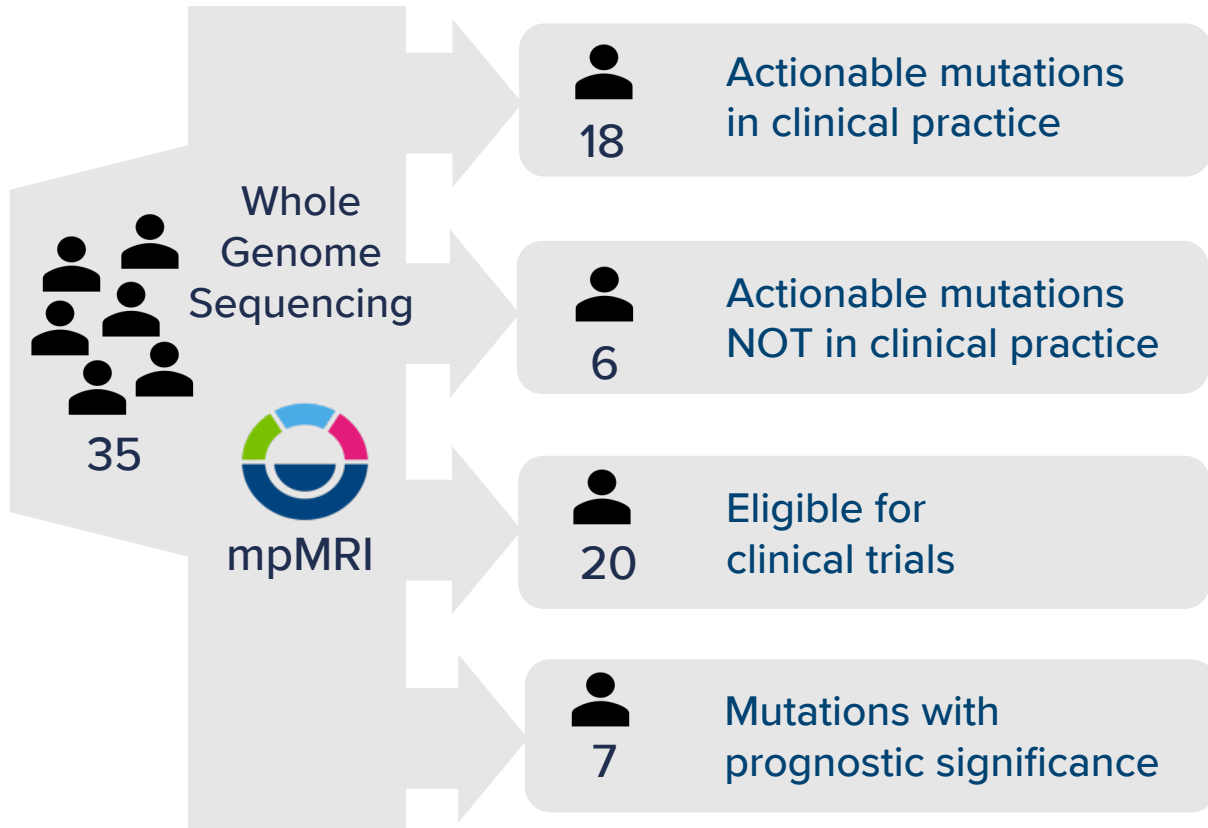 35
Whole
Genome
Sequencing
mpMRI
18
Actionable mutations
in clinical practice
6
Actionable mutations
NOT in clinical practice
20
Eligible for
clinical trials
7
Mutations with
prognostic significance